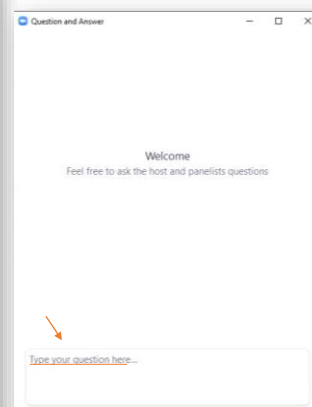 Question and Answer
Welcome
Feel free to ask the host and panelists questions
Type your question here...